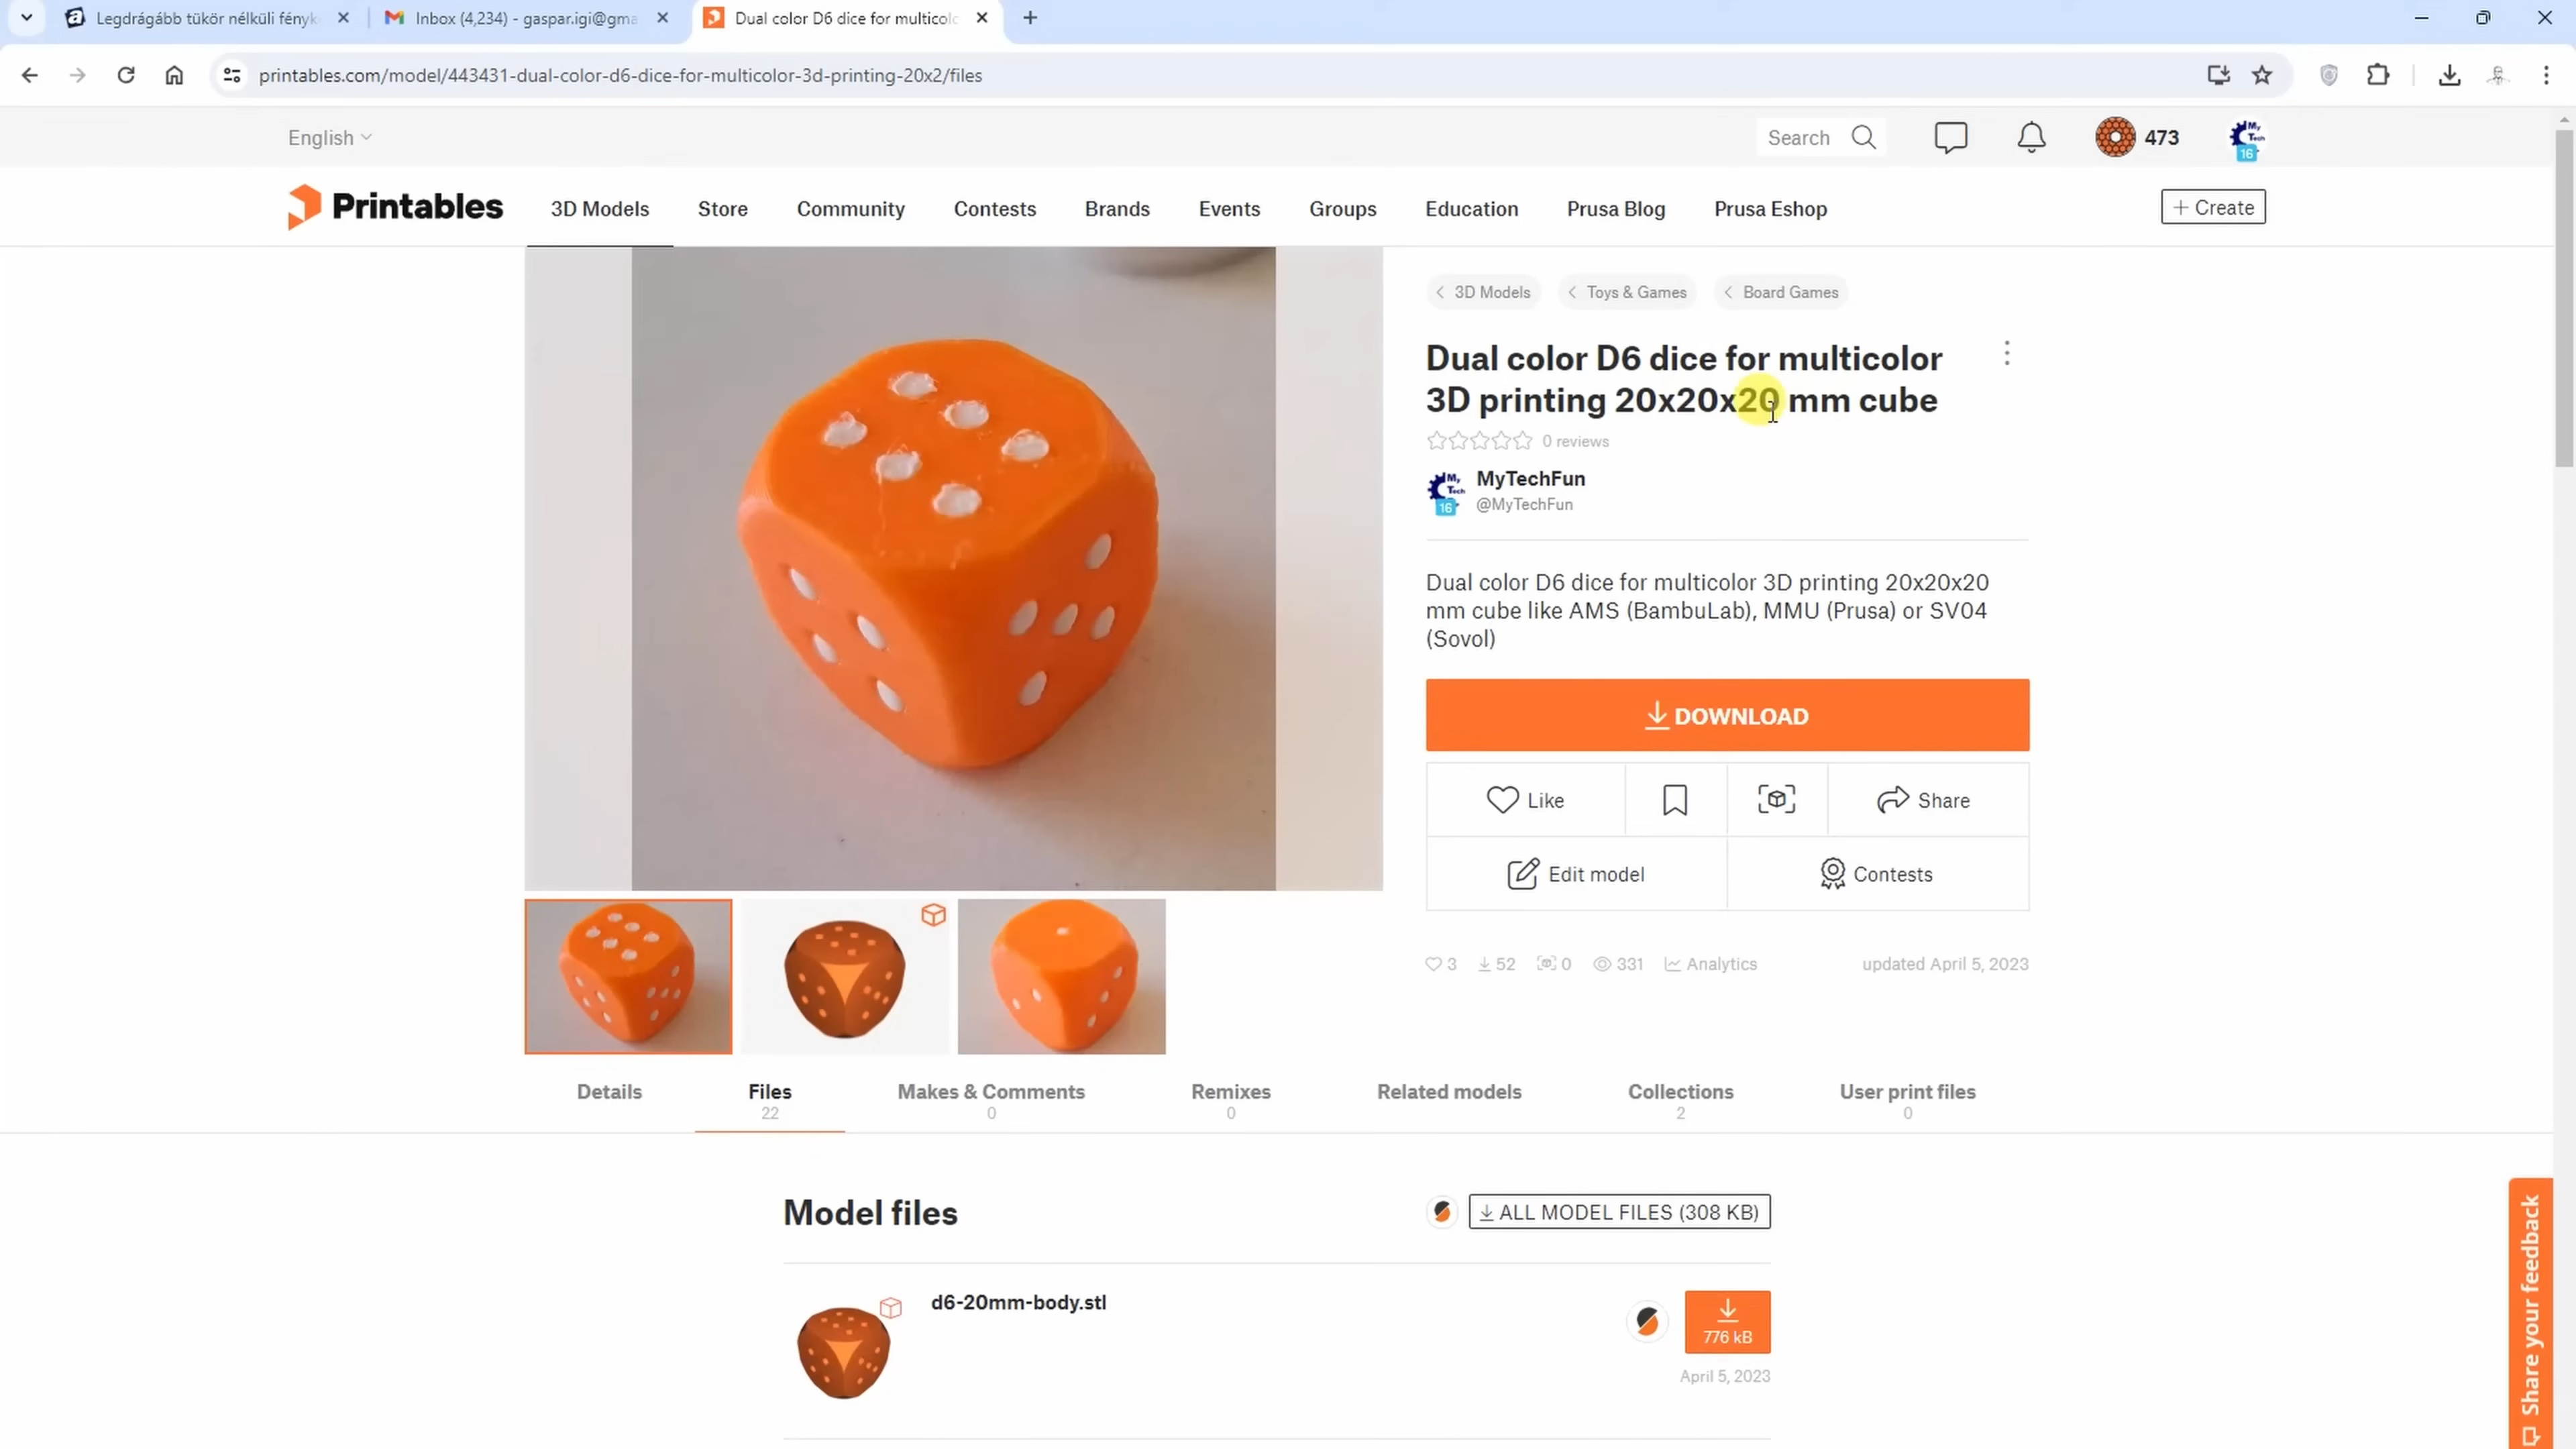 Legdrágább tükör nélküli fényk
Inbox (4,234) - gaspar.igi@gma
Dual color D6 dice for multicolo
printables.com/model/443431-dual-color-d6-dice-for-multicolor-3d-printing-20x2/files
English
Search
473
My Tech
16
Printables
3D Models
Store
Community
Contests
Brands
Events
Groups
Education
Prusa Blog
Prusa Eshop
+ Create
3D Models
Toys & Games
Board Games
Dual color D6 dice for multicolor
3D printing 20x20x20 mm cube
0 reviews
My Tech
16
MyTechFun
@MyTechFun
Dual color D6 dice for multicolor 3D printing 20x20x20
mm cube like AMS (BambuLab), MMU (Prusa) or SV04
(Sovol)
DOWNLOAD
Like
Share
Edit model
Contests
3
52
0
331
Analytics
updated April 5, 2023
Details
Files
22
Makes & Comments
0
Remixes
0
Related models
Collections
2
User print files
0
Model files
ALL MODEL FILES (308 KB)
d6-20mm-body.stl
776 kB
April 5, 2023
Share your feedback